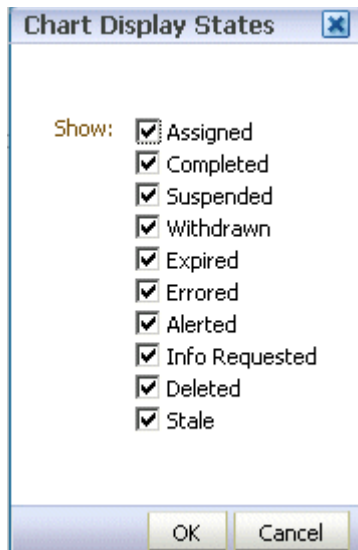 Chart Display States
Show: Assigned
Completed
Suspended
Withdrawn
Expired
Errored
Alerted
Info Requested
Deleted
Stale
OK Cancel